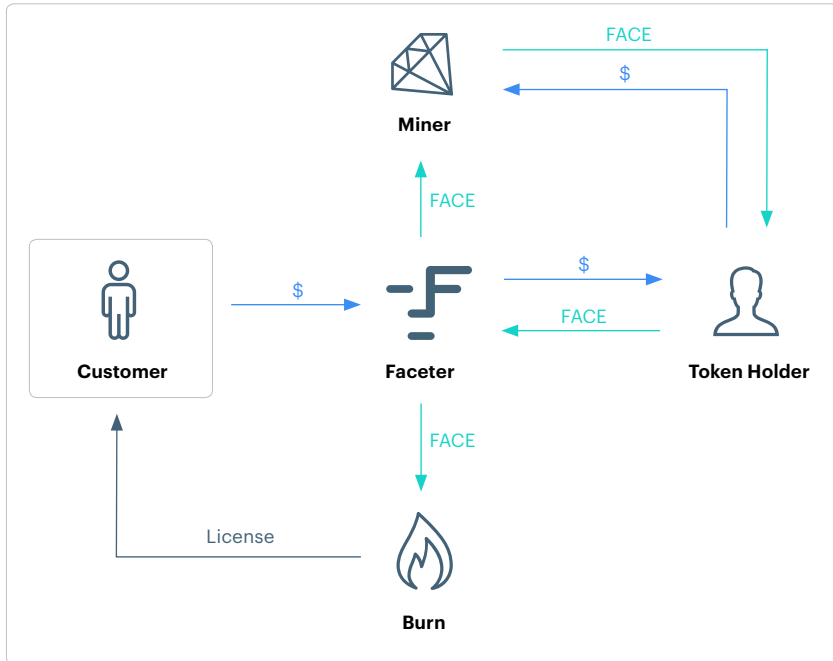 FACE
$
Miner
FACE
$
$
FACE
Customer
Faceter
Token Holder
FACE
License
Burn